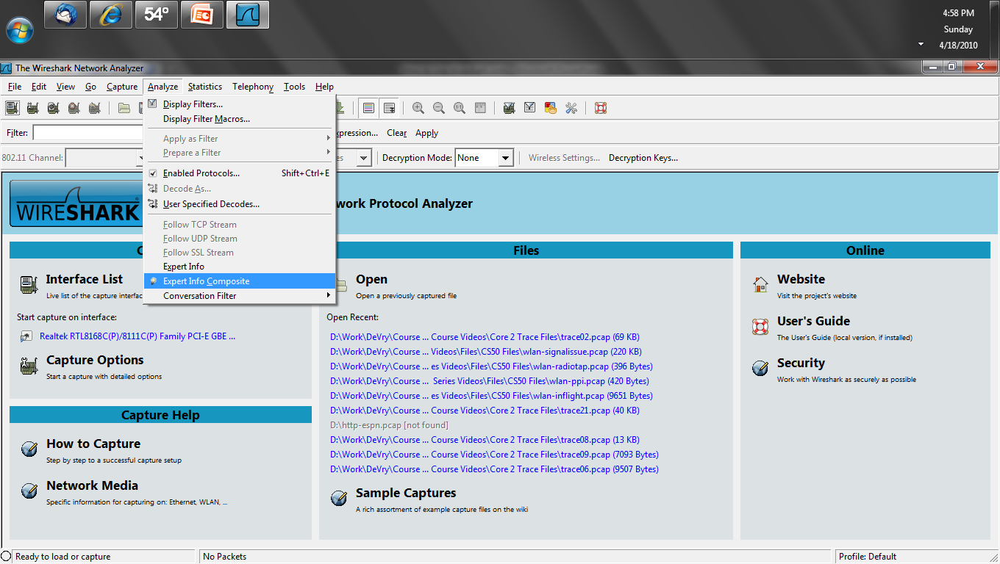 54°
4:58 PM
Sunday
4/18/2010
The Wireshark Network Analyzer
File Edit View Go Capture Analyze Statistics Telephony Tools Help
Display Filters...
Display Filter Macros...
Apply as Filter
Prepare a Filter
Enabled Protocols... Shift+Ctrl+E
Decode As...
User Specified Decodes...
Follow TCP Stream
Follow UDP Stream
Follow SSL Stream
Expert Info
Expert Info Composite
Conversation Filter
Filter: xpression... Clear Apply
802.11 Channel: es Decryption Mode: None Wireless Settings... Decryption Keys...
WIRESHARK work Protocol Analyzer
C
Interface List
Live list of the capture interfac
Start capture on interface:
Realtek RTL8168C(P)/8111C(P) Family PCI-E GBE ...
Capture Options
Start a capture with detailed options
Capture Help
How to Capture
Step by step to a successful capture setup
Network Media
Specific information for capturing on: Ethernet, WLAN, ...
Files
Open
Open a previously captured file
Open Recent:
D:\Work\DeVry\Course ... Course Videos\Core 2 Trace Files\trace02.pcap (69 KB)
D:\Work\DeVry\Course ... Videos\Files\CS50 Files\wlan-signalissue.pcap (220 KB)
D:\Work\DeVry\Course ... es Videos\Files\CS50 Files\wlan-radiotap.pcap (396 Bytes)
D:\Work\DeVry\Course ... Series Videos\Files\CS50 Files\wlan-ppi.pcap (420 Bytes)
D:\Work\DeVry\Course ... es Videos\Files\CS50 Files\wlan-inflight.pcap (9651 Bytes)
D:\Work\DeVry\Course ... Course Videos\Core 2 Trace Files\trace21.pcap (40 KB)
D:\http-espn.pcap [not found]
D:\Work\DeVry\Course ... Course Videos\Core 2 Trace Files\trace08.pcap (13 KB)
D:\Work\DeVry\Course ... Course Videos\Core 2 Trace Files\trace09.pcap (7093 Bytes)
D:\Work\DeVry\Course ... Course Videos\Core 2 Trace Files\trace06.pcap (9507 Bytes)
Sample Captures
A rich assortment of example capture files on the wiki
Online
Website
Visit the project's website
User's Guide
The User's Guide (local version, if installed)
Security
Work with Wireshark as securely as possible
Ready to load or capture No Packets Profile: Default